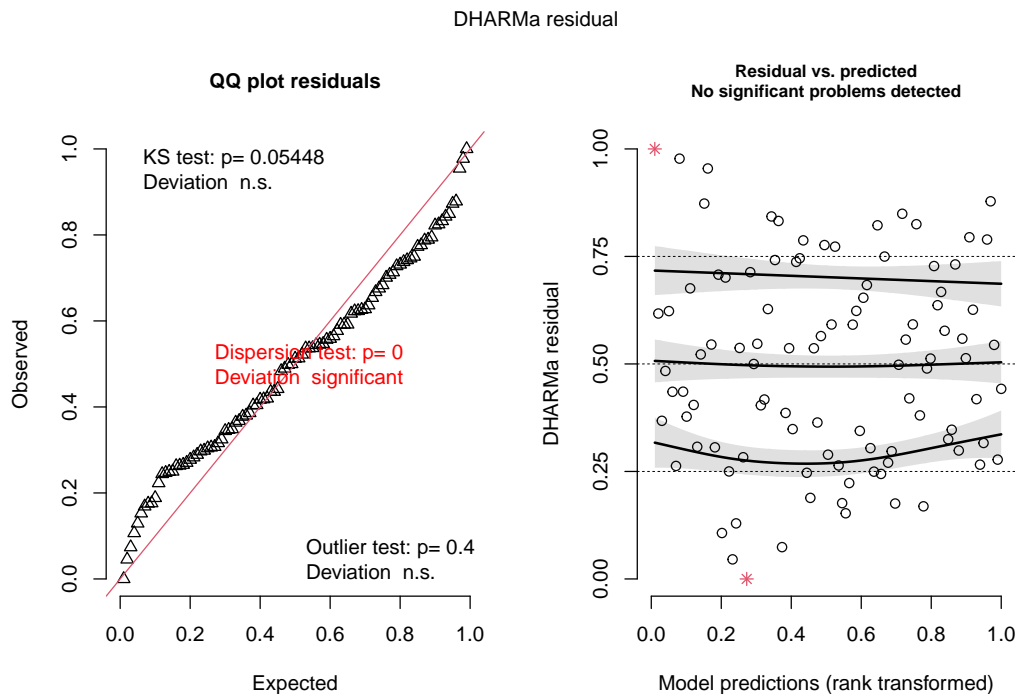 DHARMa residual
QQ plot residuals
KS test: p= 0.05448
Deviation n.s.
Dispersion test: p= 0
Deviation significant
Outlier test: p= 0.4
Deviation n.s.
Observed
0.0 0.2 0.4 0.6 0.8 1.0
0.0 0.2 0.4 0.6 0.8 1.0
Expected
Residual vs. predicted
No significant problems detected
DHARMa residual
0.00 0.25 0.50 0.75 1.00
0.0 0.2 0.4 0.6 0.8 1.0
Model predictions (rank transformed)